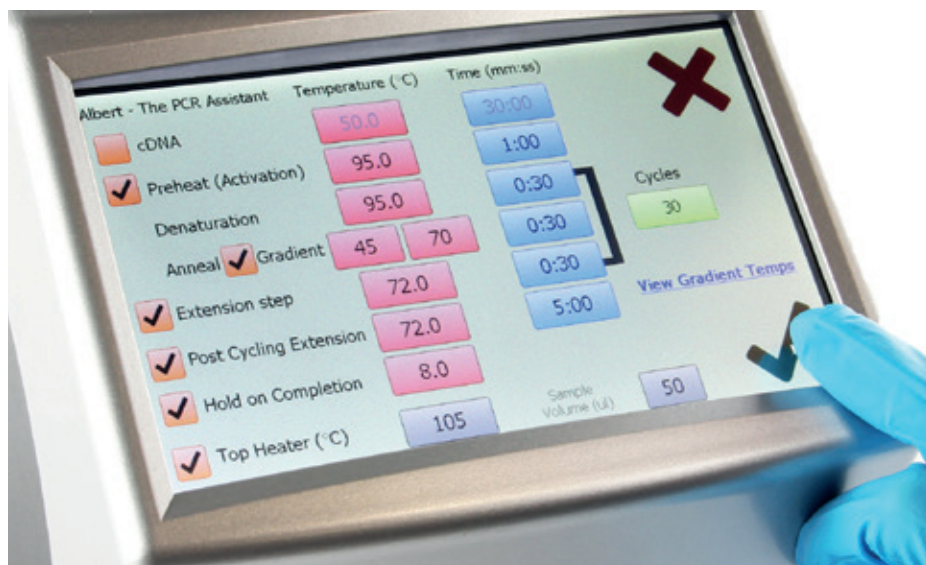 Albert - The PCR Assistant Temperature (°C) Time (mm:ss)
cDNA 50.0 30:00
Preheat (Activation) 95.0 1:00
Denaturation 95.0 0:30
Cycles
30
Anneal Gradient 45 70 0:30
Extension step 72.0 0:30
View Gradient Temps
Post Cycling Extension 72.0 5:00
Hold on Completion 8.0
Top Heater (°C) 105
Sample
Volume (ul)
50